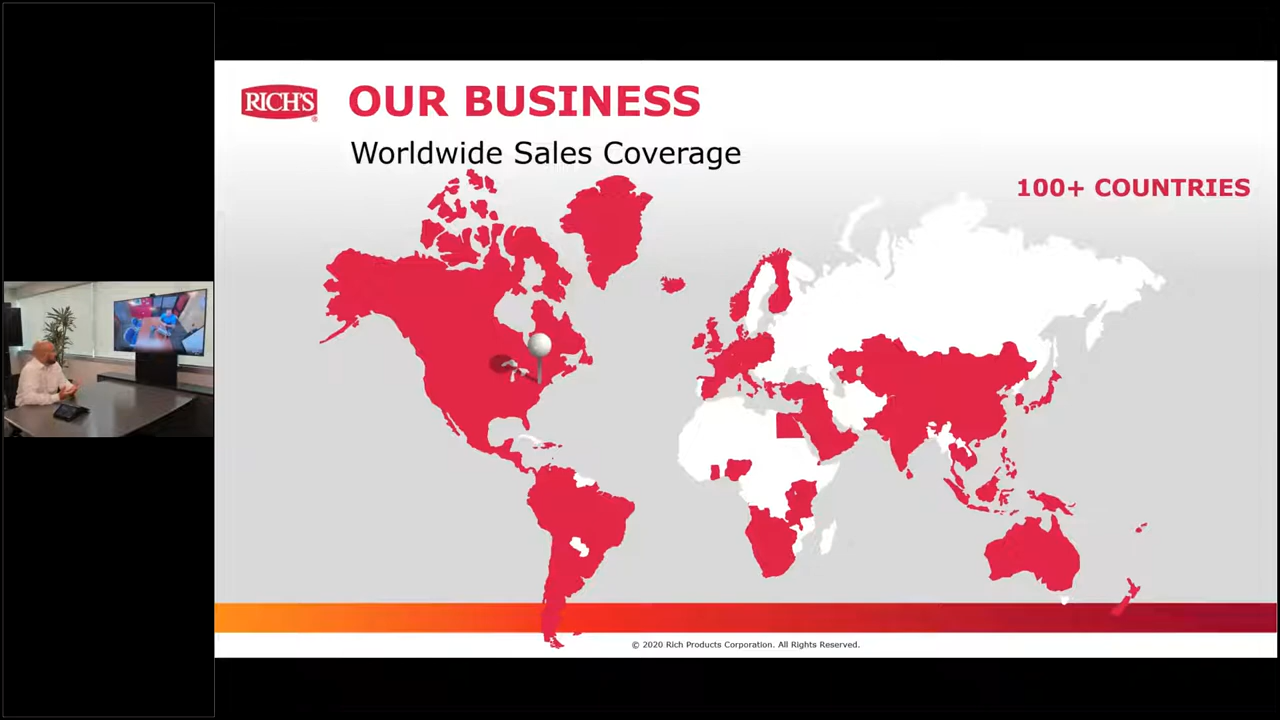 RICH'S
®
OUR BUSINESS
Worldwide Sales Coverage
100+ COUNTRIES
© 2020 Rich Products Corporation. All Rights Reserved.